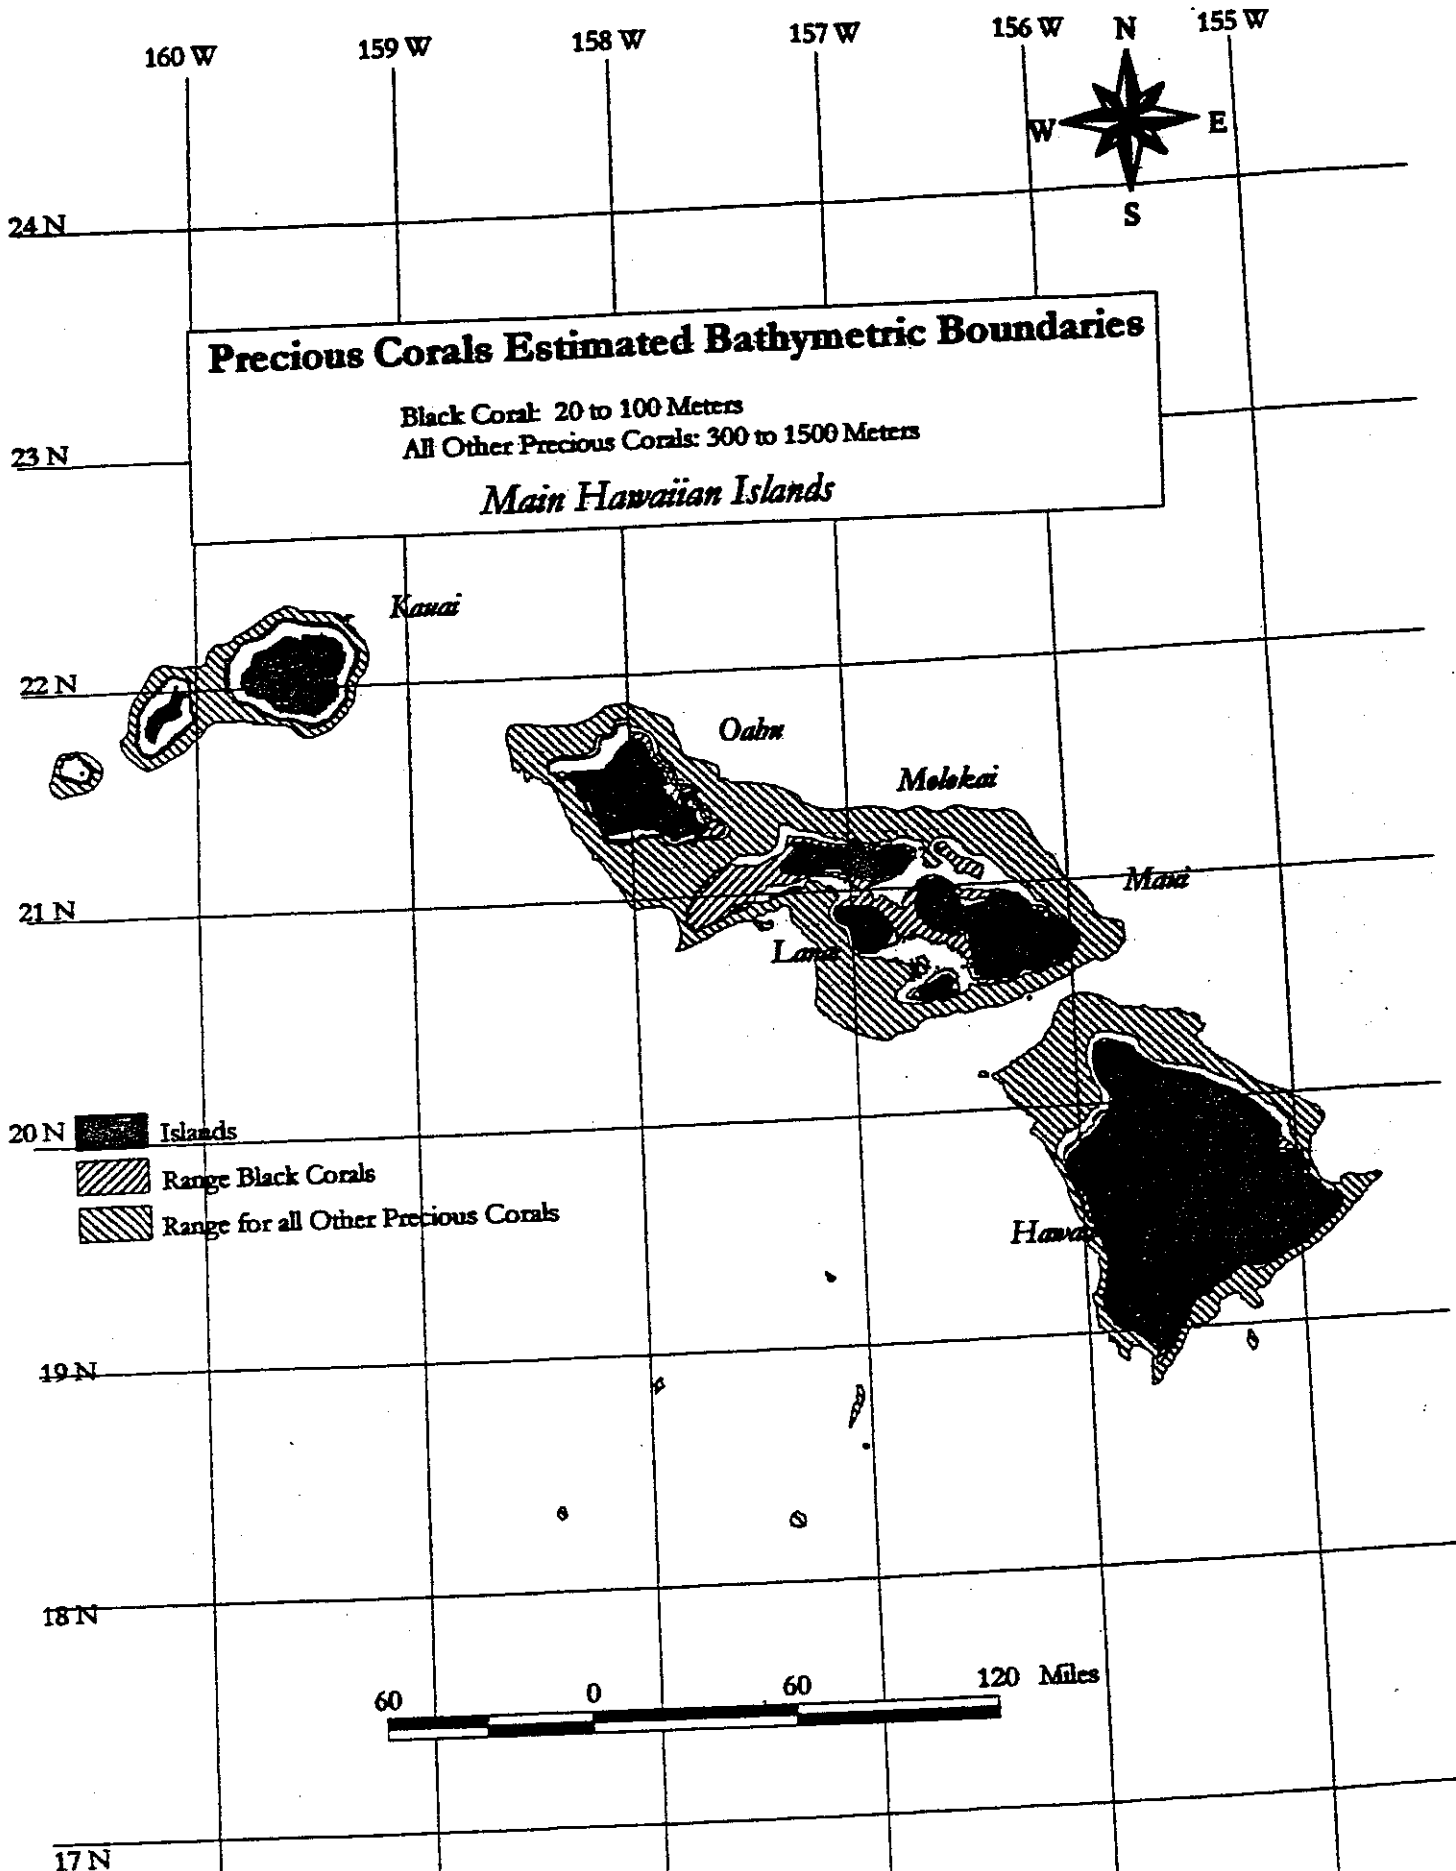 160 W
159 W
158 W
157 W
156 W
155 W
N
W
E
S
24 N
Precious Corals Estimated Bathymetric Boundaries
Black Coral: 20 to 100 Meters
All Other Precious Corals: 300 to 1500 Meters
23 N
Main Hawaiian Islands
Kauai
22 N
Oahu
Molokai
Maui
21 N
Lanai
20 N
Islands
Range Black Corals
Range for all Other Precious Corals
Hawaii
19 N
18 N
60
0
60
120 Miles
17 N